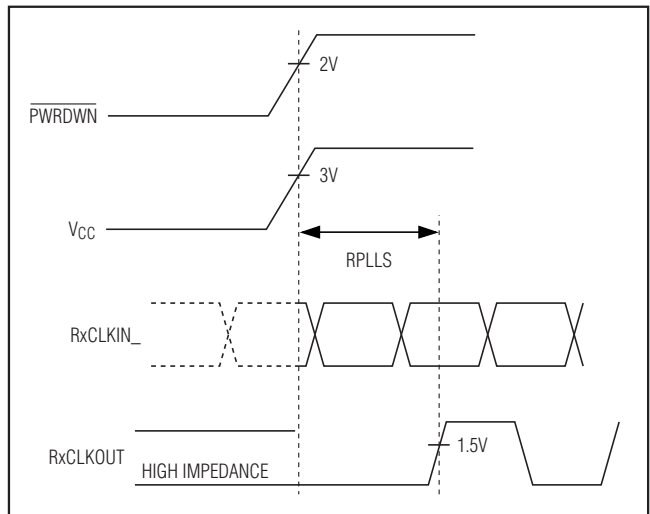 2V
PWRDWN
3V
VCC
RPLLS
RxCLKIN_
1.5V
RxCLKOUT
HIGH IMPEDANCE